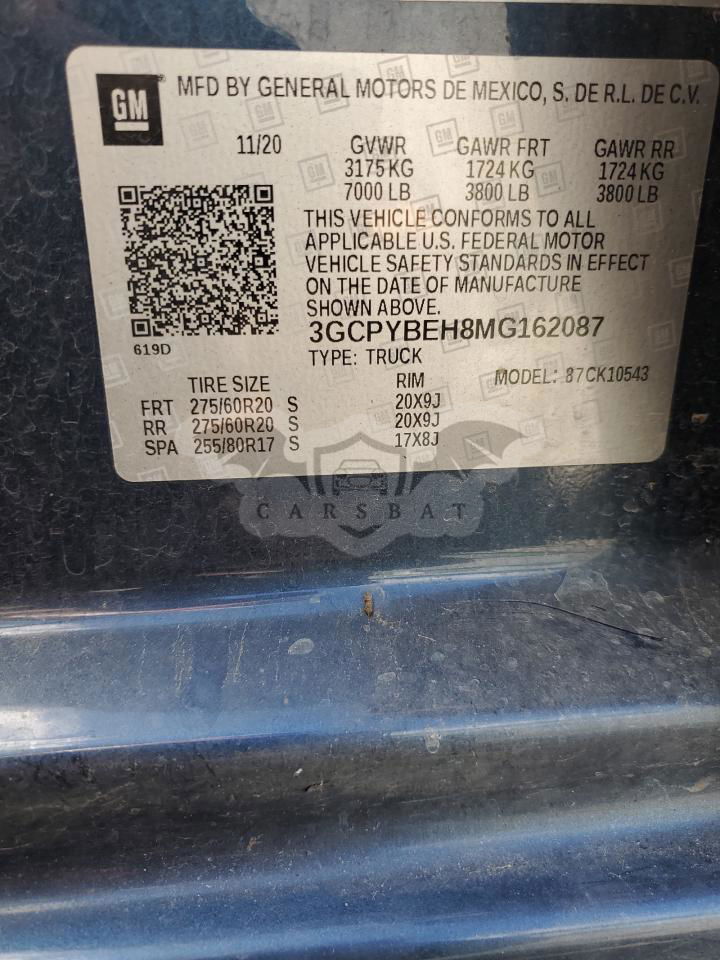 GM
MFD BY GENERAL MOTORS DE MEXICO, S. DE R.L. DE C.V.
11/20 GVWR GAWR FRT GAWR RR
3175 KG 1724 KG 1724 KG
7000 LB 3800 LB 3800 LB
THIS VEHICLE CONFORMS TO ALL
APPLICABLE U.S. FEDERAL MOTOR
VEHICLE SAFETY STANDARDS IN EFFECT
ON THE DATE OF MANUFACTURE
SHOWN ABOVE.
3GCPYBEH8MG162087
619D
TYPE: TRUCK
MODEL: 87CK10543
TIRE SIZE RIM
FRT 275/60R20 S 20X9J
RR 275/60R20 S 20X9J
SPA 255/80R17 S 17X8J
CARSBAT